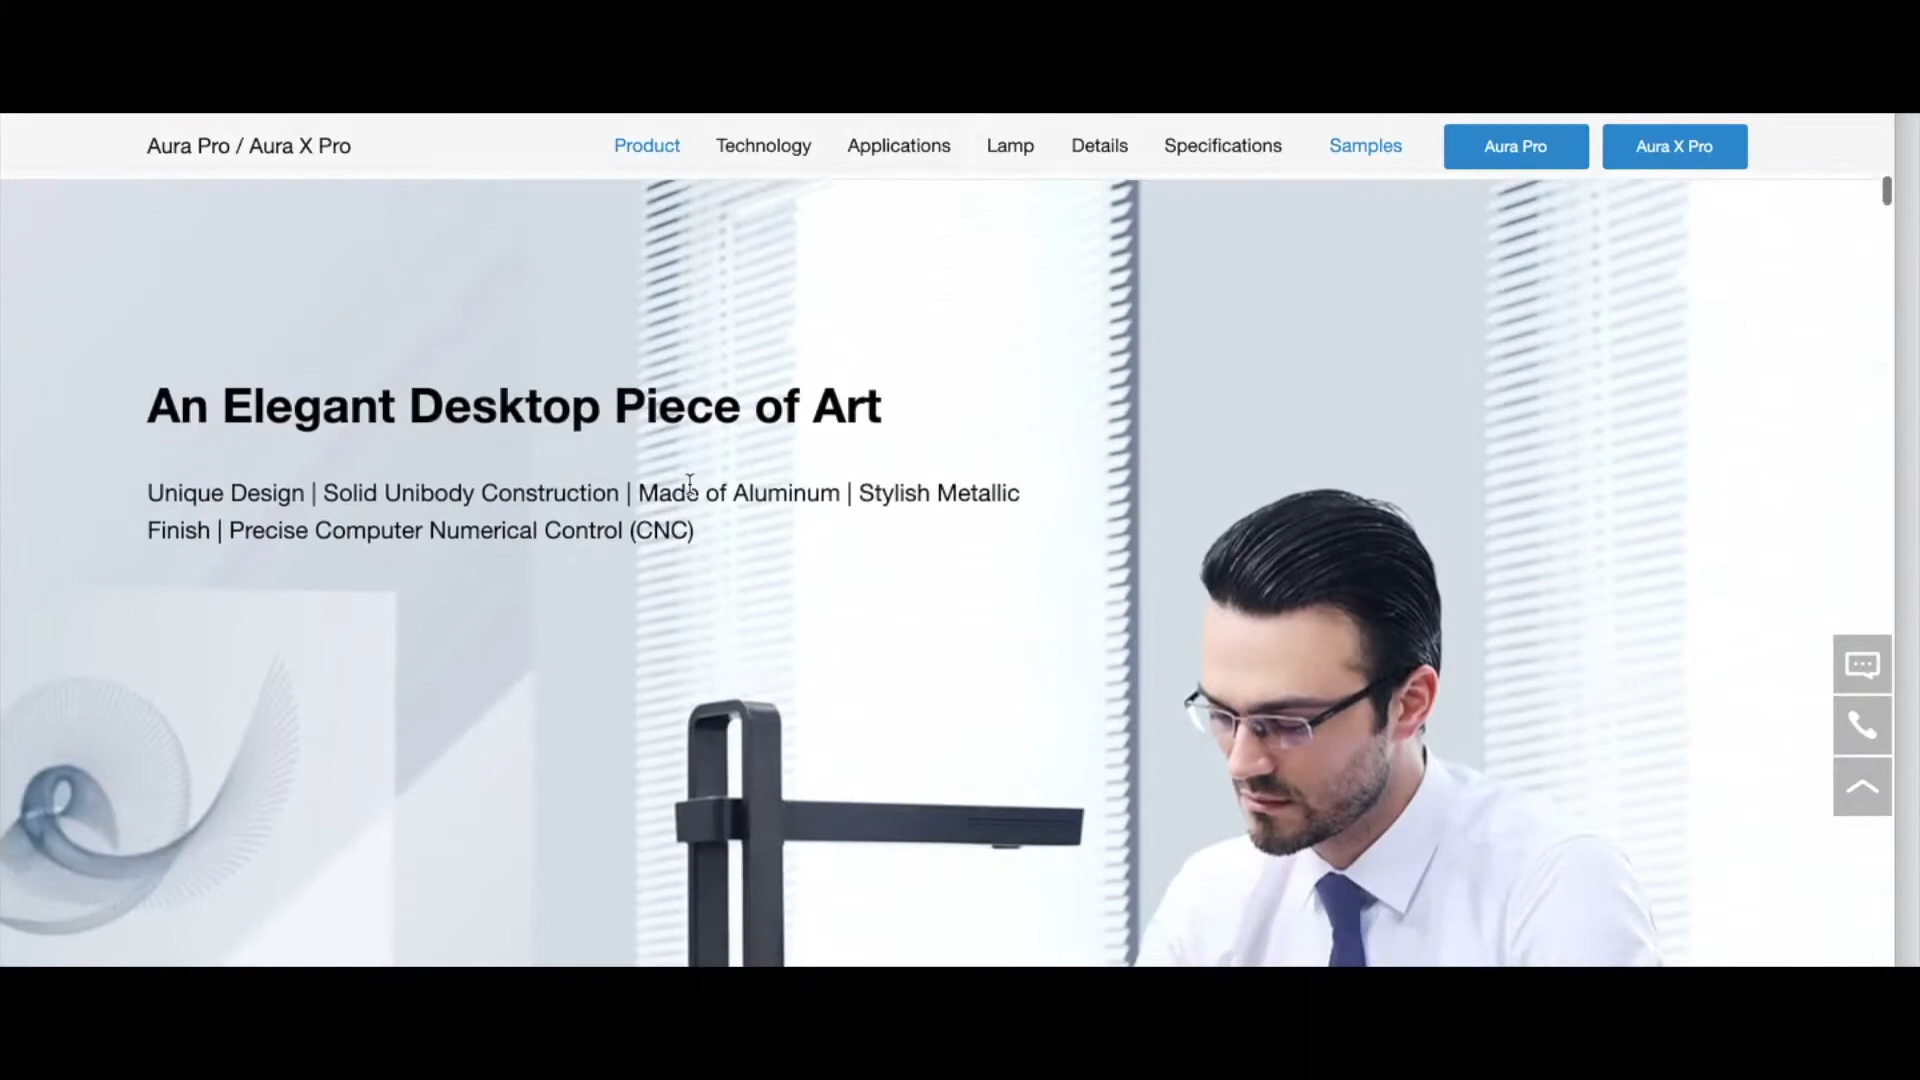 Aura Pro / Aura X Pro
Product
Technology
Applications
Lamp
Details
Specifications
Samples
Aura Pro
Aura X Pro
An Elegant Desktop Piece of Art
Unique Design | Solid Unibody Construction | Made of Aluminum | Stylish Metallic
Finish | Precise Computer Numerical Control (CNC)